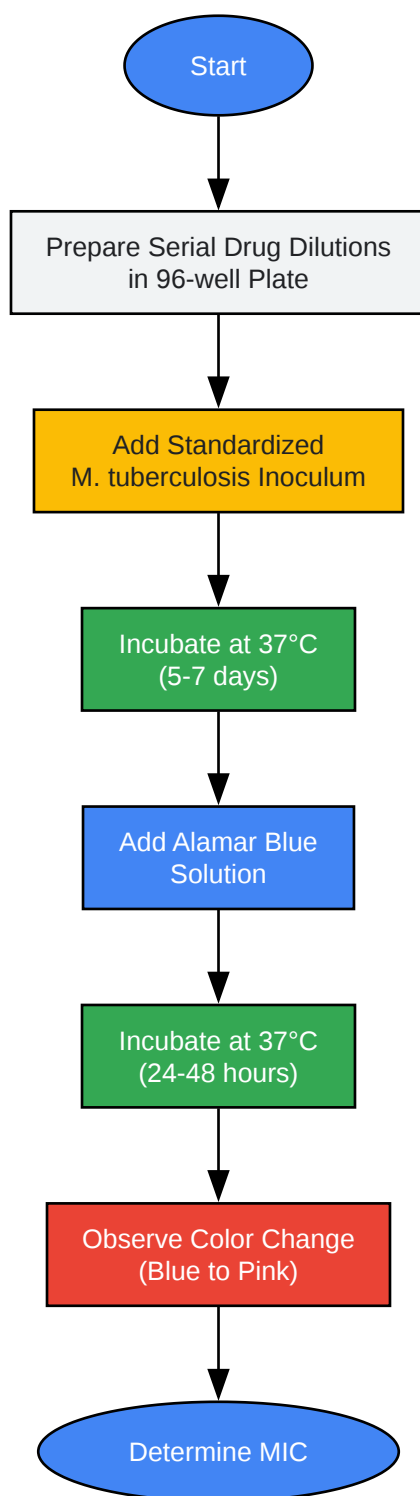 Start
Prepare Serial Drug Dilutions
in 96-well Plate
Add Standardized
M. tuberculosis Inoculum
Incubate at 37°C
(5-7 days)
Add Alamar Blue
Solution
Incubate at 37°C
(24-48 hours)
Observe Color Change
(Blue to Pink)
Determine MIC